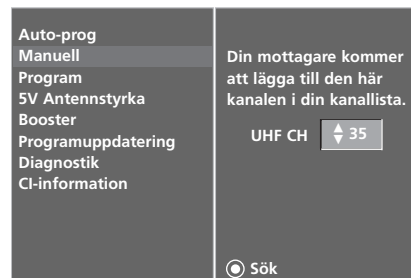 Auto-prog
Manuell
Program
5V Antennstyrka
Booster
Programuppdatering
Diagnostik
CI-information
Din mottagare kommer
att lägga till den här
kanalen i din kanallista.
UHF CH 35
Sök